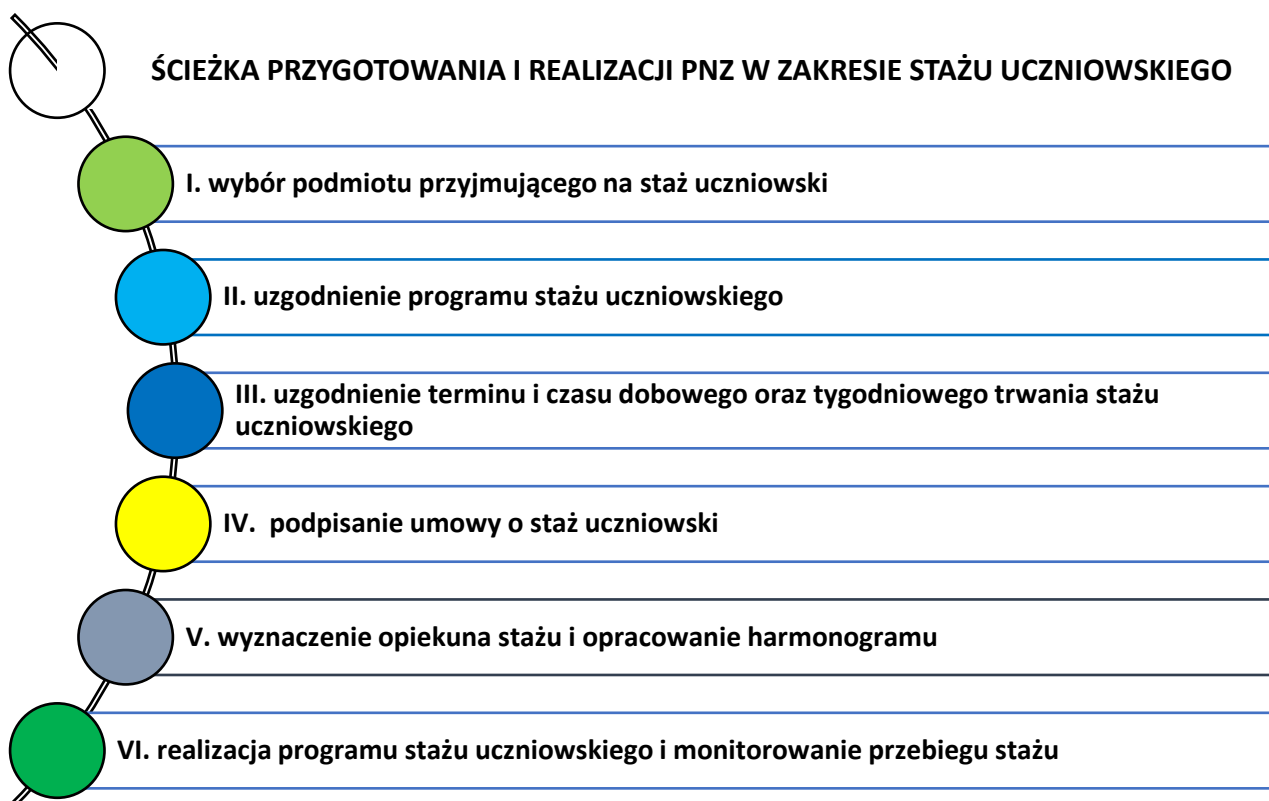 ŚCIEŻKA PRZYGOTOWANIA I REALIZACJI PNZ W ZAKRESIE STAŻU UCZNIOWSKIEGO
I. wybór podmiotu przyjmującego na staż uczniowski
II. uzgodnienie programu stażu uczniowskiego
III. uzgodnienie terminu i czasu dobowego oraz tygodniowego trwania stażu
uczniowskiego
IV. podpisanie umowy o staż uczniowski
V. wyznaczenie opiekuna stażu i opracowanie harmonogramu
VI. realizacja programu stażu uczniowskiego i monitorowanie przebiegu stażu